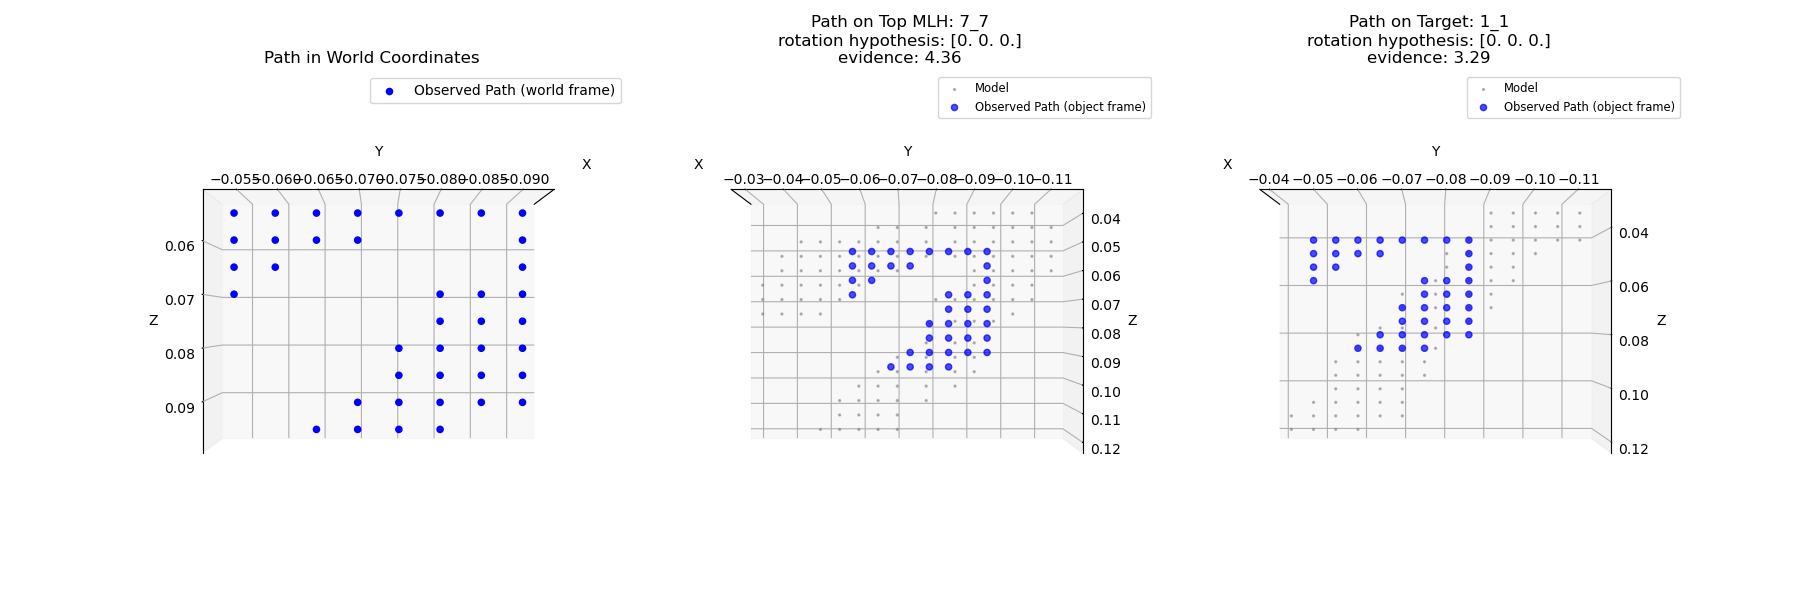 Path in World Coordinates
Observed Path (world frame)
Y
X
−0.055 −0.060 −0.065 −0.070 −0.075 −0.080 −0.085 −0.090
0.06
0.07
Z
0.08
0.09
Path on Top MLH: 7_7
rotation hypothesis: [0. 0. 0.]
evidence: 4.36
Model
Observed Path (object frame)
Y
X
−0.03 −0.04 −0.05 −0.06 −0.07 −0.08 −0.09 −0.10 −0.11
0.04
0.05
0.06
0.07
Z
0.08
0.09
0.10
0.11
0.12
Path on Target: 1_1
rotation hypothesis: [0. 0. 0.]
evidence: 3.29
Model
Observed Path (object frame)
Y
X
−0.04 −0.05 −0.06 −0.07 −0.08 −0.09 −0.10 −0.11
0.04
0.06
Z
0.08
0.10
0.12